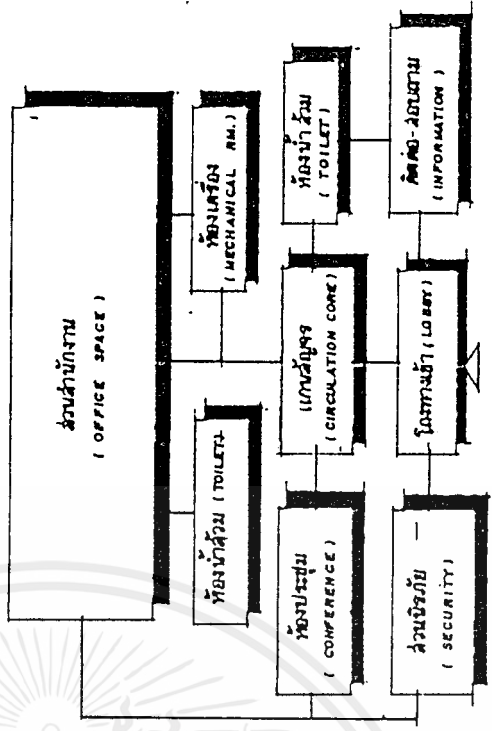 ส่วนสำนักงาน
( OFFICE SPACE )
ห้องน้ำส้วม (TOILET)
ห้องเครื่อง
(MECHANICAL RM.)
ห้องประชุม
( CONFERENCE )
แกนสัญจร
(CIRCULATION CORE)
ห้องน้ำส้วม
( TOILET )
ส่วนนิรภัย
( SECURITY )
โถงทางเข้า (LOBBY)
ติดต่อ-สอบถาม
(INFORMATION)